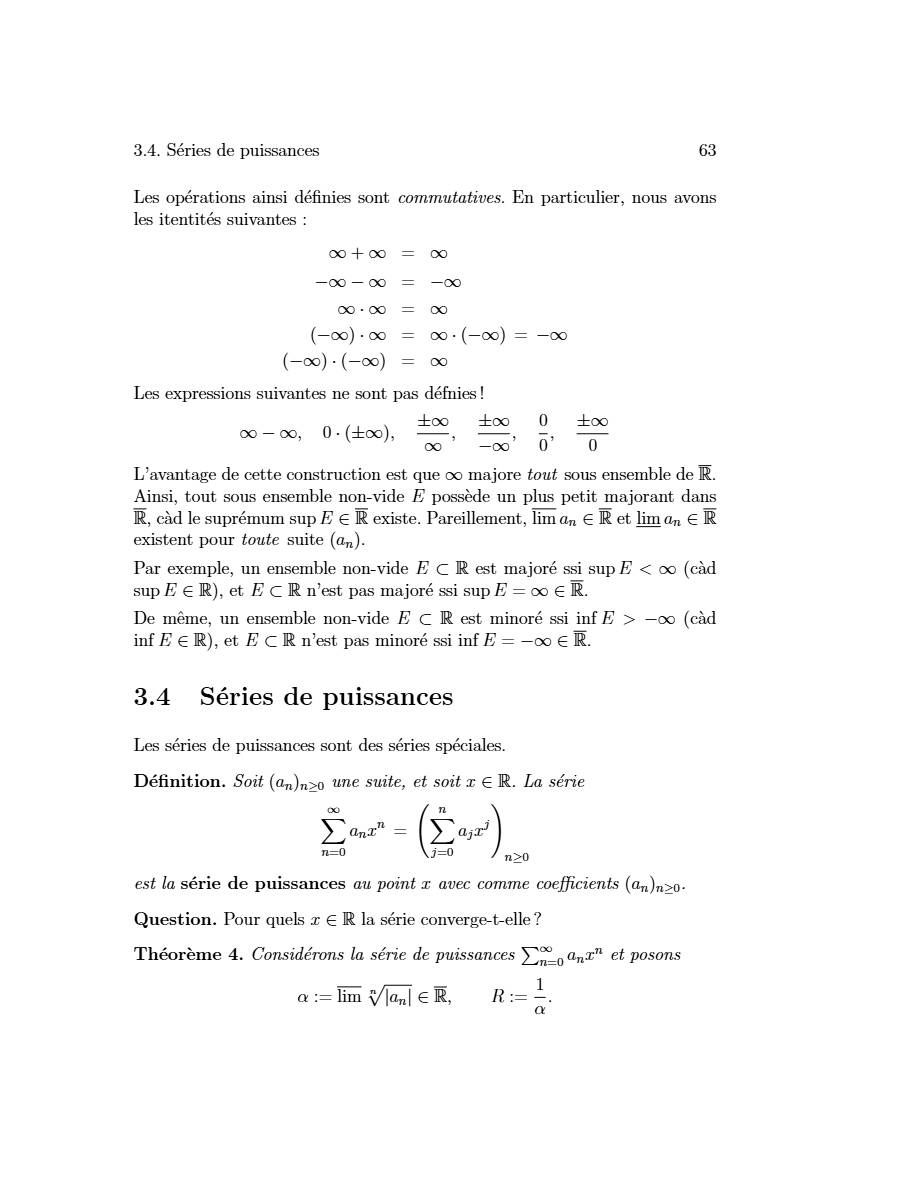 3.4. Séries de puissances 63
Les opérations ainsi définies sont commutatives. En particulier, nous avons
les itentités suivantes :
∞ + ∞ = ∞
−∞ − ∞ = −∞
∞ · ∞ = ∞
(−∞) · ∞ = ∞ · (−∞) = −∞
(−∞) · (−∞) = ∞
Les expressions suivantes ne sont pas défnies !
∞ − ∞, 0 · (±∞), ±∞/∞, ±∞/−∞, 0/0, ±∞/0
L'avantage de cette construction est que ∞ majore tout sous ensemble de R̅.
Ainsi, tout sous ensemble non-vide E possède un plus petit majorant dans
R̅, càd le suprémum sup E ∈ R̅ existe. Pareillement, l̅i̅m̅ aₙ ∈ R̅ et l̲i̲m̲ aₙ ∈ R̅
existent pour toute suite (aₙ).
Par exemple, un ensemble non-vide E ⊂ ℝ est majoré ssi sup E < ∞ (càd
sup E ∈ ℝ), et E ⊂ ℝ n'est pas majoré ssi sup E = ∞ ∈ R̅.
De même, un ensemble non-vide E ⊂ ℝ est minoré ssi inf E > −∞ (càd
inf E ∈ ℝ), et E ⊂ ℝ n'est pas minoré ssi inf E = −∞ ∈ R̅.
3.4 Séries de puissances
Les séries de puissances sont des séries spéciales.
Définition. Soit (aₙ)ₙ≥₀ une suite, et soit x ∈ ℝ. La série
∑_{n=0}^{∞} aₙxⁿ = (∑_{j=0}^{n} aⱼxʲ)_{n≥0}
est la série de puissances au point x avec comme coefficients (aₙ)ₙ≥₀.
Question. Pour quels x ∈ ℝ la série converge-t-elle ?
Théorème 4. Considérons la série de puissances ∑_{n=0}^{∞} aₙxⁿ et posons
α := l̅i̅m̅ ⁿ√|aₙ| ∈ R̅, R := 1/α.